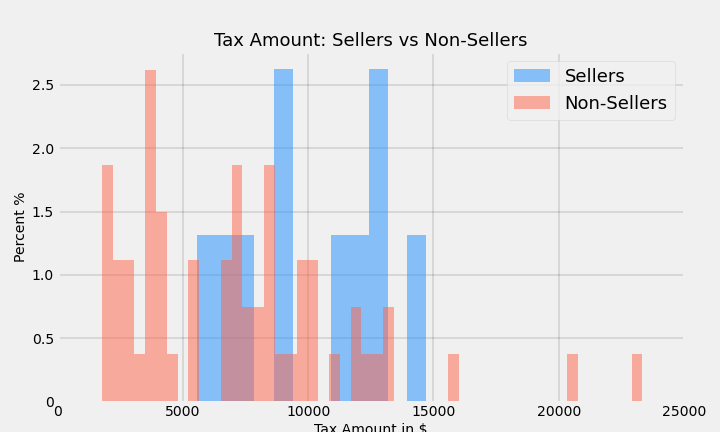 Tax Amount: Sellers vs Non-Sellers
Sellers
Non-Sellers
Percent %
2.5
2.0
1.5
1.0
0.5
0
0 5000 10000 15000 20000 25000
Tax Amount in $